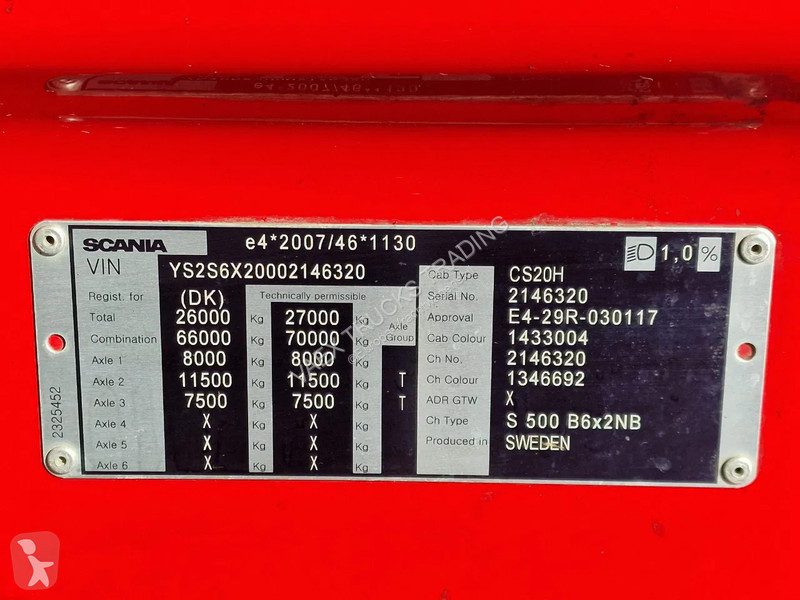 SCANIA e4*2007/46*1130 1,0 %
VIN YS2S6X20002146320
Regist. for (DK) Technically permissible
Total 26000 Kg 27000 Kg
Combination 66000 Kg 70000 Kg Axle Group
Axle 1 8000 Kg 8000 Kg
Axle 2 11500 Kg 11500 Kg T
Axle 3 7500 Kg 7500 Kg T
Axle 4 X Kg X Kg
Axle 5 X Kg X Kg
Axle 6 X Kg X Kg
Cab Type CS20H
Serial No. 2146320
Approval E4-29R-030117
Cab Colour 1433004
Ch No. 2146320
Ch Colour 1346692
ADR GTW X
Ch Type S 500 B6x2NB
Produced in SWEDEN
2325452
VAEX TRUCKS TRADING